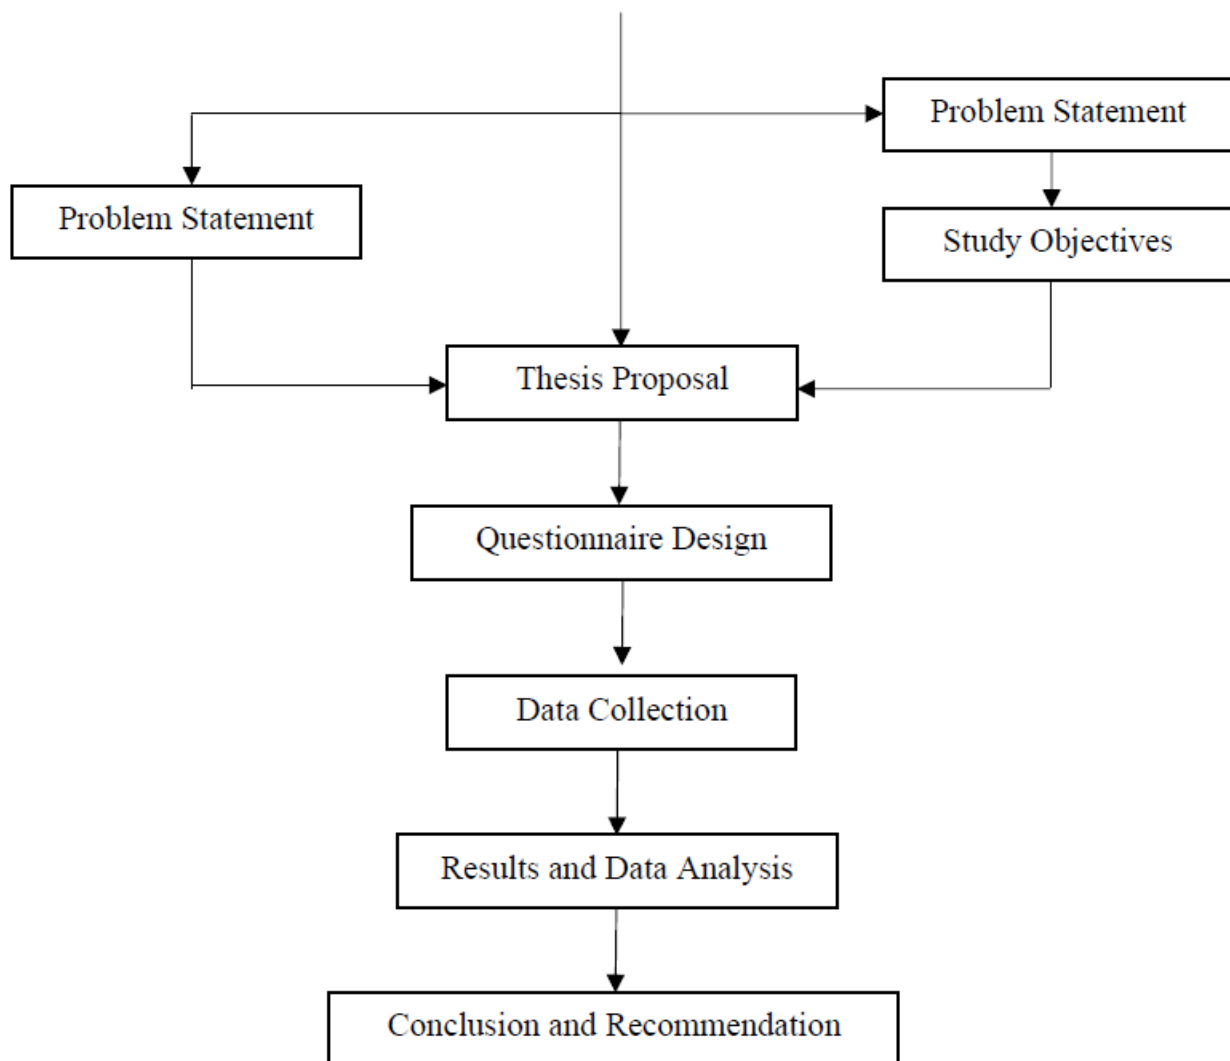 Problem Statement
Problem Statement
Study Objectives
Thesis Proposal
Questionnaire Design
Data Collection
Results and Data Analysis
Conclusion and Recommendation